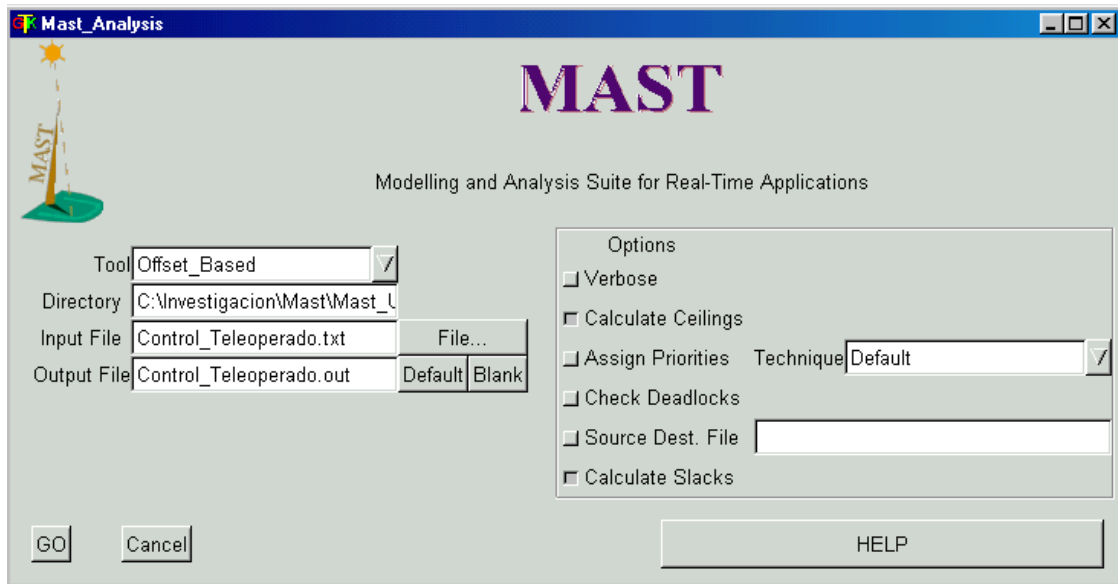 Mast_Analysis
MAST
MAST
Modelling and Analysis Suite for Real-Time Applications
Tool Offset_Based
Directory C:\Investigacion\Mast\Mast_U
Input File Control_Teleoperado.txt File...
Output File Control_Teleoperado.out Default Blank
Options
Verbose
Calculate Ceilings
Assign Priorities Technique Default
Check Deadlocks
Source Dest. File
Calculate Slacks
GO Cancel HELP